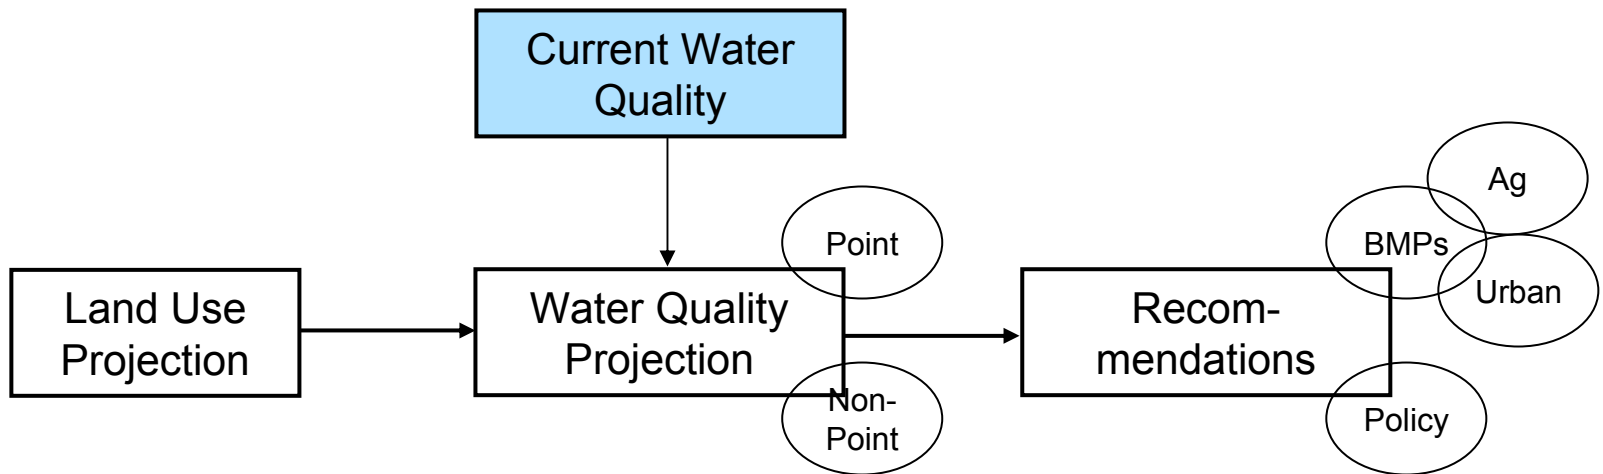 Current Water
Quality
Ag
Point
BMPs
Land Use
Projection
Water Quality
Projection
Recom-
mendations
Urban
Non-
Point
Policy